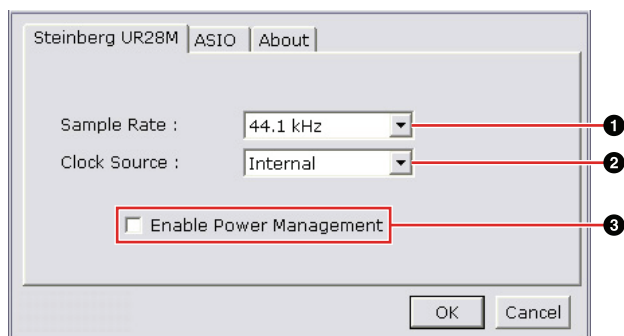 Steinberg UR28M ASIO About
Sample Rate : 44.1 kHz 1
Clock Source : Internal 2
Enable Power Management 3
OK Cancel